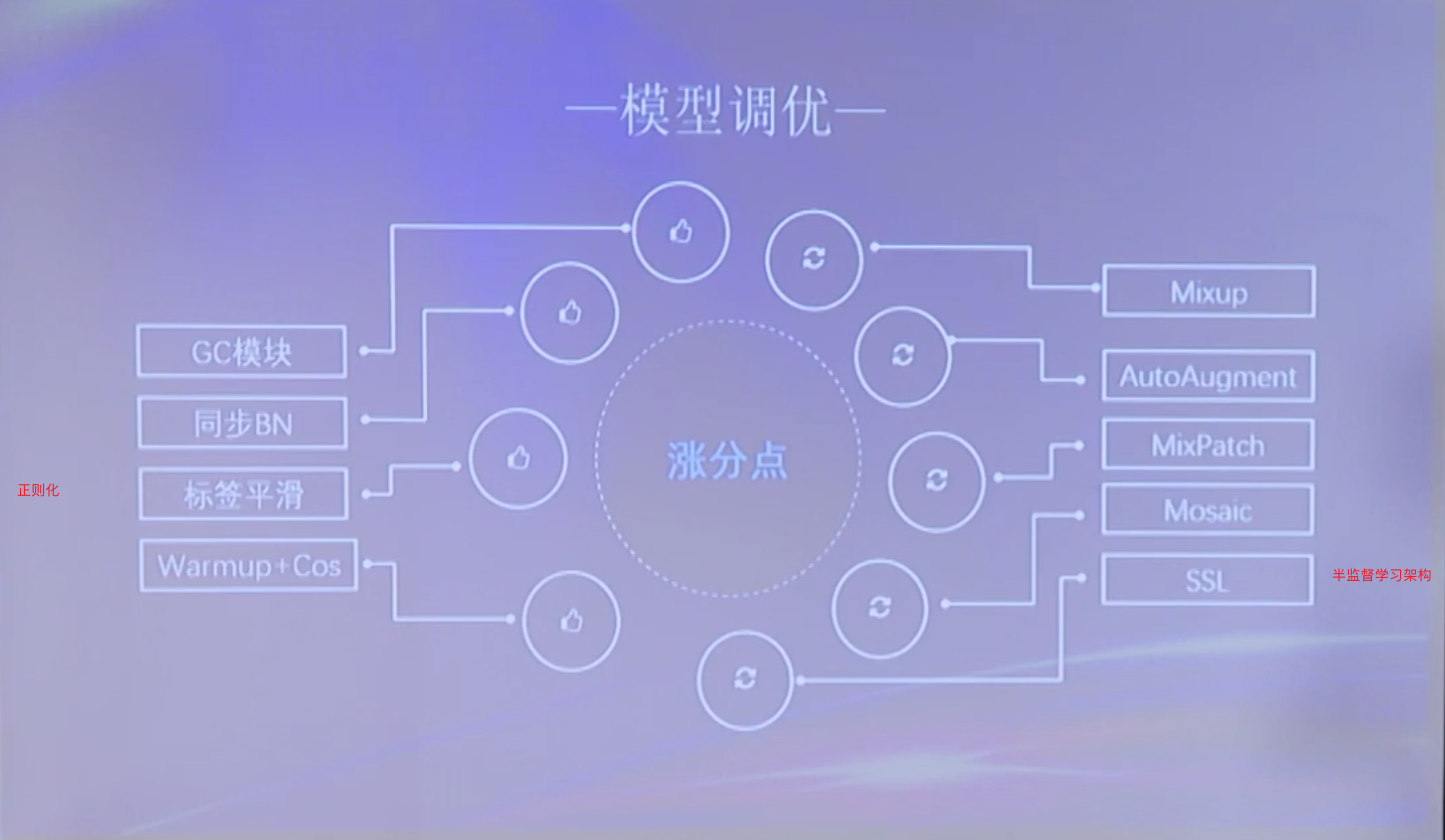 —模型调优—
GC模块
同步BN
标签平滑
正则化
Warmup+Cos
涨分点
Mixup
AutoAugment
MixPatch
Mosaic
SSL
半监督学习架构